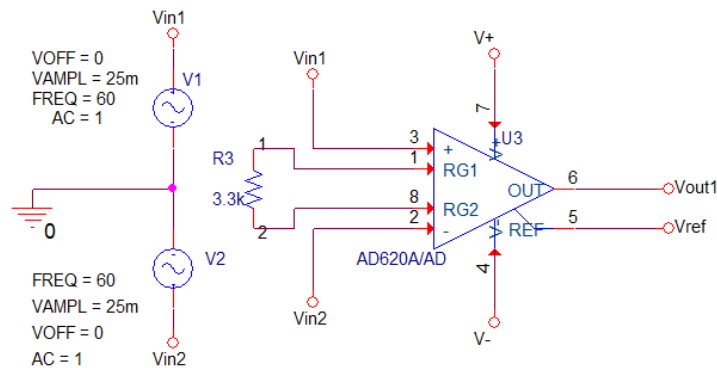 Vin1
VOFF = 0
VAMPL = 25m
FREQ = 60
AC = 1
V1
0
V2
FREQ = 60
VAMPL = 25m
VOFF = 0
AC = 1
Vin2
Vin1
R3
3.3k
1
2
3
1
8
2
+
RG1
RG2
-
AD620A/AD
Vin2
V+
7
V+
U3
OUT
REF
V-
4
V-
6
Vout1
5
Vref